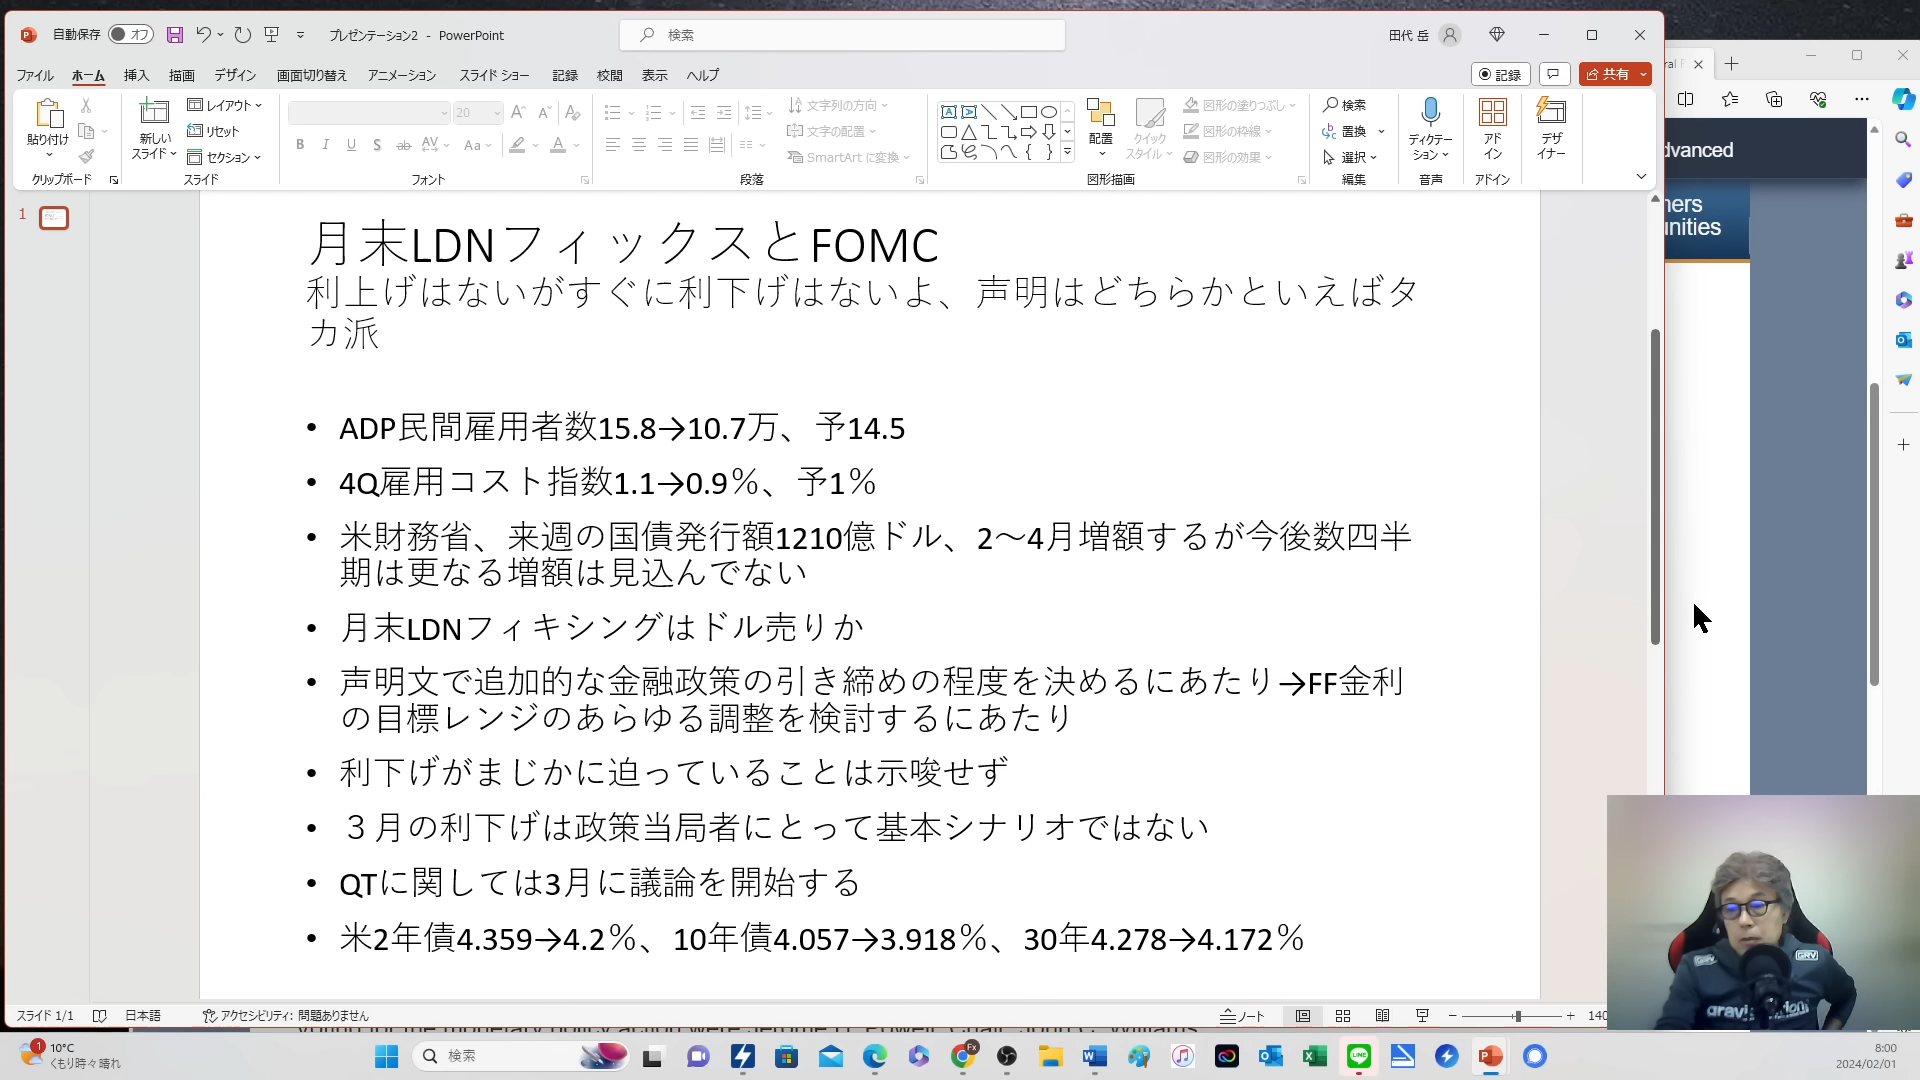 自動保存 オフ
プレゼンテーション2 - PowerPoint
検索
田代 岳
ファイル ホーム 挿入 描画 デザイン 画面切り替え アニメーション スライド ショー 記録 校閲 表示 ヘルプ
記録 共有
貼り付け
クリップボード
新しい
スライド
レイアウト
リセット
セクション
スライド
20
B I U S ab AV Aa A
フォント
文字列の方向
文字の配置
SmartArt に変換
段落
配置
クイック
スタイル
図形の塗りつぶし
図形の枠線
図形の効果
図形描画
検索
置換
選択
編集
ディクテー
ション
音声
アド
イン
アドイン
デザ
イナー
dvanced
ners
unities
1
月末LDNフィックスとFOMC
利上げはないがすぐに利下げはないよ、声明はどちらかといえばタ
カ派
• ADP民間雇用者数15.8→10.7万、予14.5
• 4Q雇用コスト指数1.1→0.9％、予1％
• 米財務省、来週の国債発行額1210億ドル、2～4月増額するが今後数四半
期は更なる増額は見込んでない
• 月末LDNフィキシングはドル売りか
• 声明文で追加的な金融政策の引き締めの程度を決めるにあたり→FF金利
の目標レンジのあらゆる調整を検討するにあたり
• 利下げがまじかに迫っていることは示唆せず
• ３月の利下げは政策当局者にとって基本シナリオではない
• QTに関しては3月に議論を開始する
• 米2年債4.359→4.2％、10年債4.057→3.918％、30年4.278→4.172％
GRV GRV
スライド 1/1 日本語 アクセシビリティ: 問題ありません
ノート
140
10°C
くもり時々晴れ
検索
8:00
2024/02/01